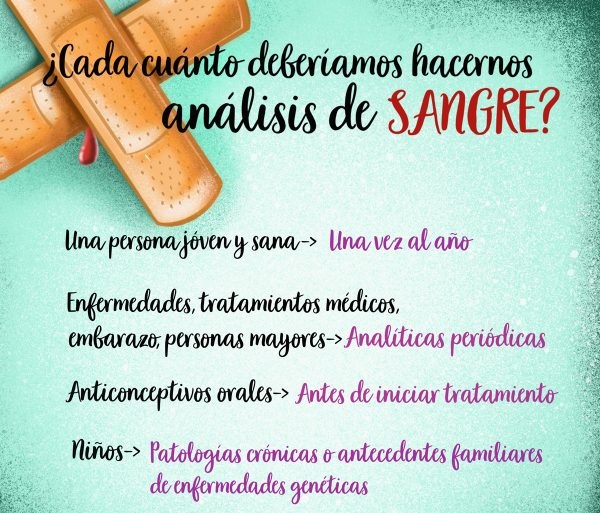 ¿Cada cuánto deberíamos hacernos
análisis de SANGRE?
Una persona jóven y sana-> Una vez al año
Enfermedades, tratamientos médicos,
embarazo, personas mayores-> Analíticas periódicas
Anticonceptivos orales-> Antes de iniciar tratamiento
Niños-> Patologías crónicas o antecedentes familiares
de enfermedades genéticas